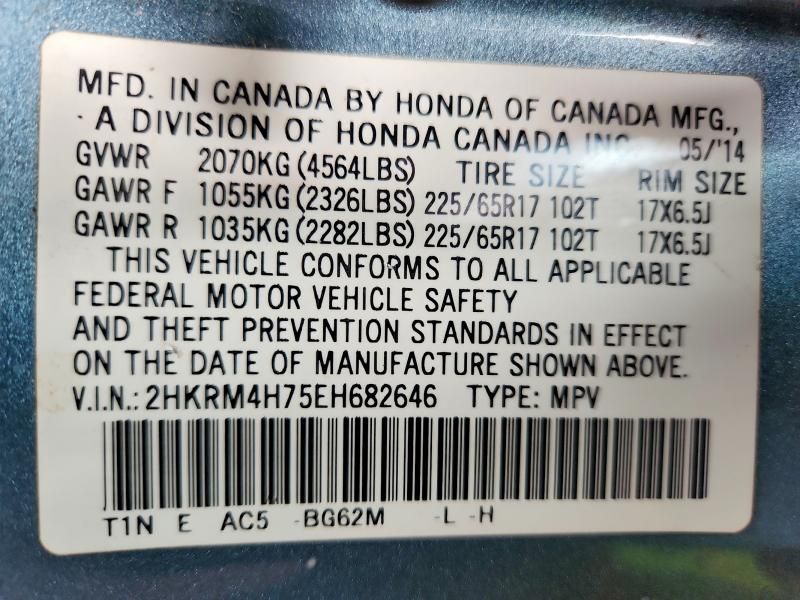 MFD. IN CANADA BY HONDA OF CANADA MFG.,
A DIVISION OF HONDA CANADA INC. 05/'14
GVWR 2070KG (4564LBS) TIRE SIZE RIM SIZE
GAWR F 1055KG (2326LBS) 225/65R17 102T 17X6.5J
GAWR R 1035KG (2282LBS) 225/65R17 102T 17X6.5J
THIS VEHICLE CONFORMS TO ALL APPLICABLE
FEDERAL MOTOR VEHICLE SAFETY
AND THEFT PREVENTION STANDARDS IN EFFECT
ON THE DATE OF MANUFACTURE SHOWN ABOVE.
V.I.N.: 2HKRM4H75EH682646 TYPE: MPV
T1N E AC5 -BG62M -L -H